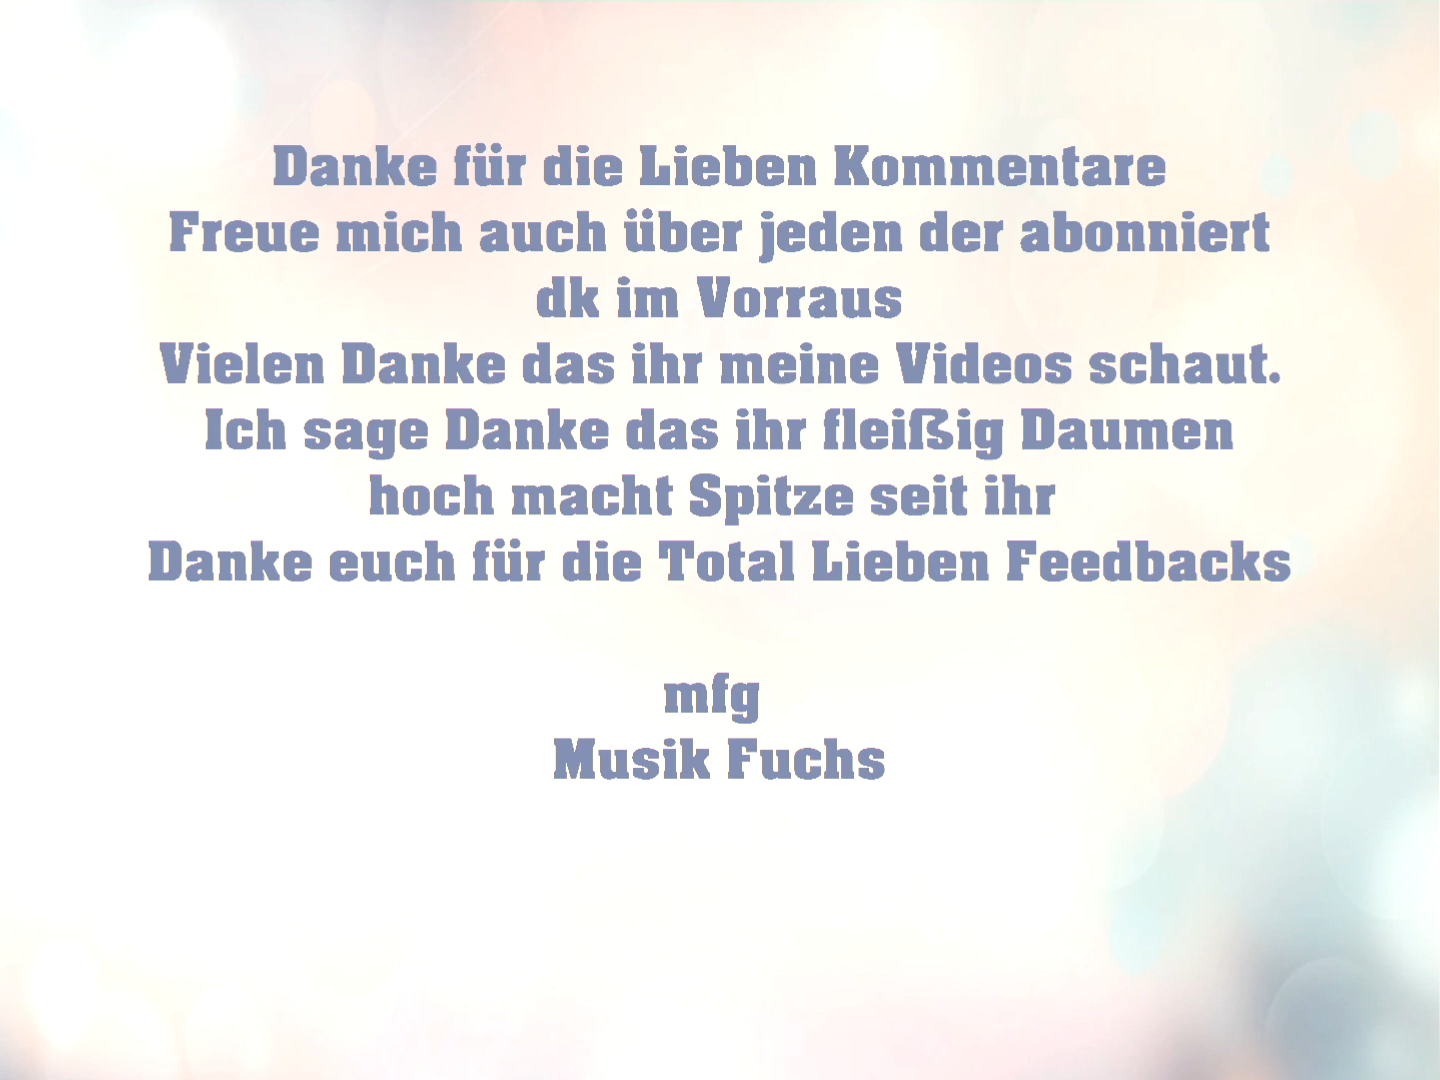 Danke für die Lieben Kommentare
Freue mich auch über jeden der abonniert
dk im Vorraus
Vielen Danke das ihr meine Videos schaut.
Ich sage Danke das ihr fleißig Daumen
hoch macht Spitze seit ihr
Danke euch für die Total Lieben Feedbacks
mfg
Musik Fuchs